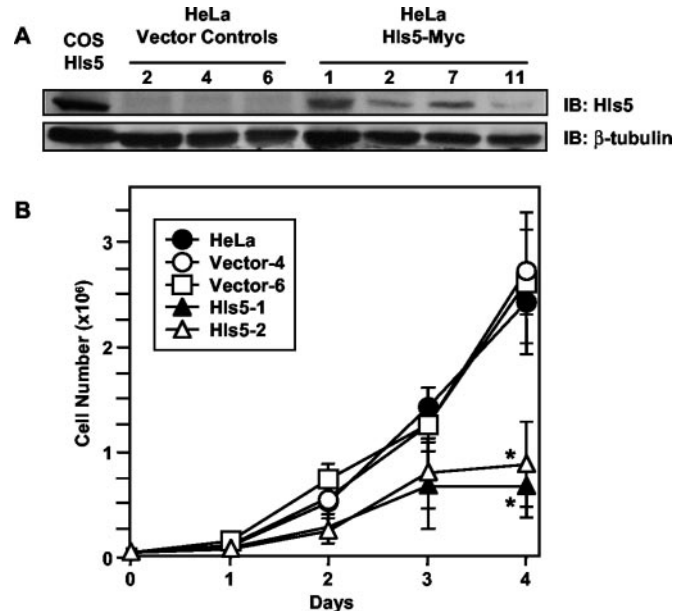 A
COS
Hls5
HeLa
Vector Controls
HeLa
Hls5-Myc
2 4 6 1 2 7 11
IB: Hls5
IB: β-tubulin
B
HeLa
Vector-4
Vector-6
Hls5-1
Hls5-2
Cell Number (x10⁶)
3
2
1
0
*
*
0 1 2 3 4
Days